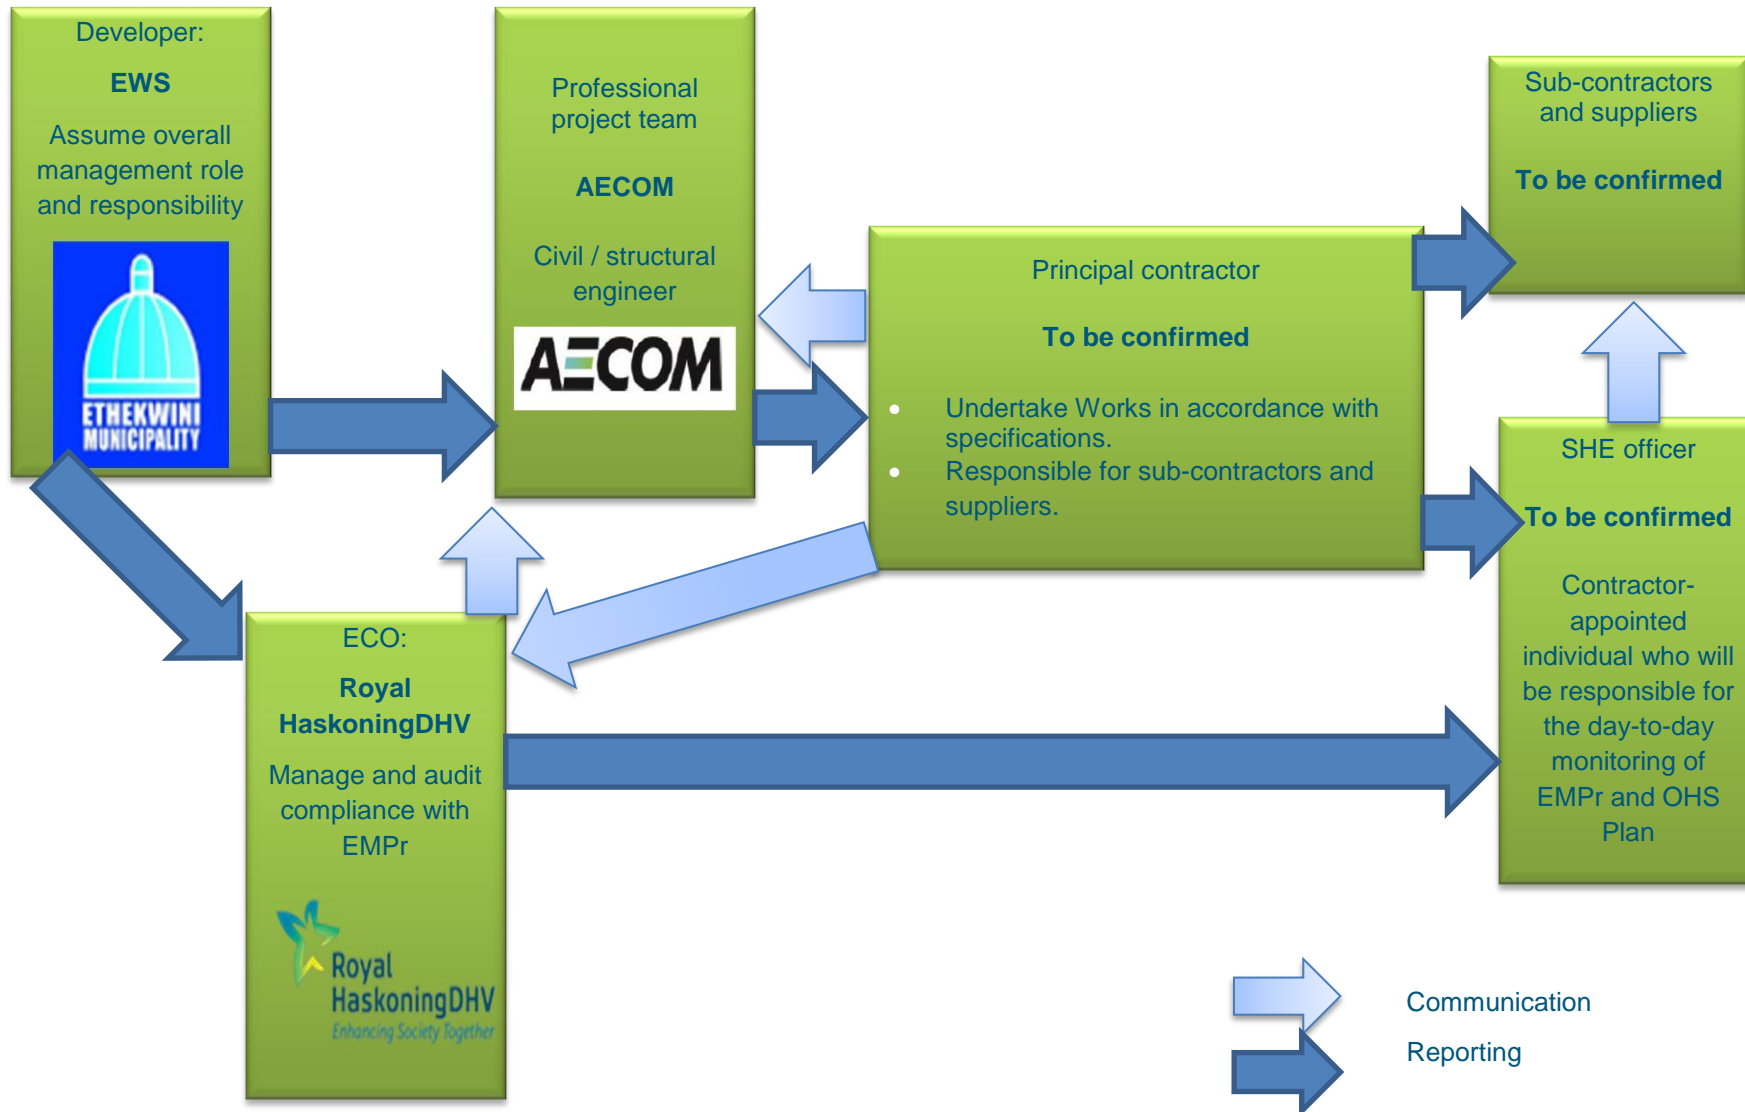 Developer:
EWS
Assume overall
management role
and responsibility
ETHEKWINI
MUNICIPALITY
Professional
project team
AECOM
Civil / structural
engineer
AECOM
Principal contractor
To be confirmed
• Undertake Works in accordance with
specifications.
• Responsible for sub-contractors and
suppliers.
Sub-contractors
and suppliers
To be confirmed
SHE officer
To be confirmed
Contractor-
appointed
individual who will
be responsible for
the day-to-day
monitoring of
EMPr and OHS
Plan
ECO:
Royal
HaskoningDHV
Manage and audit
compliance with
EMPr
Royal
HaskoningDHV
Enhancing Society Together
Communication
Reporting